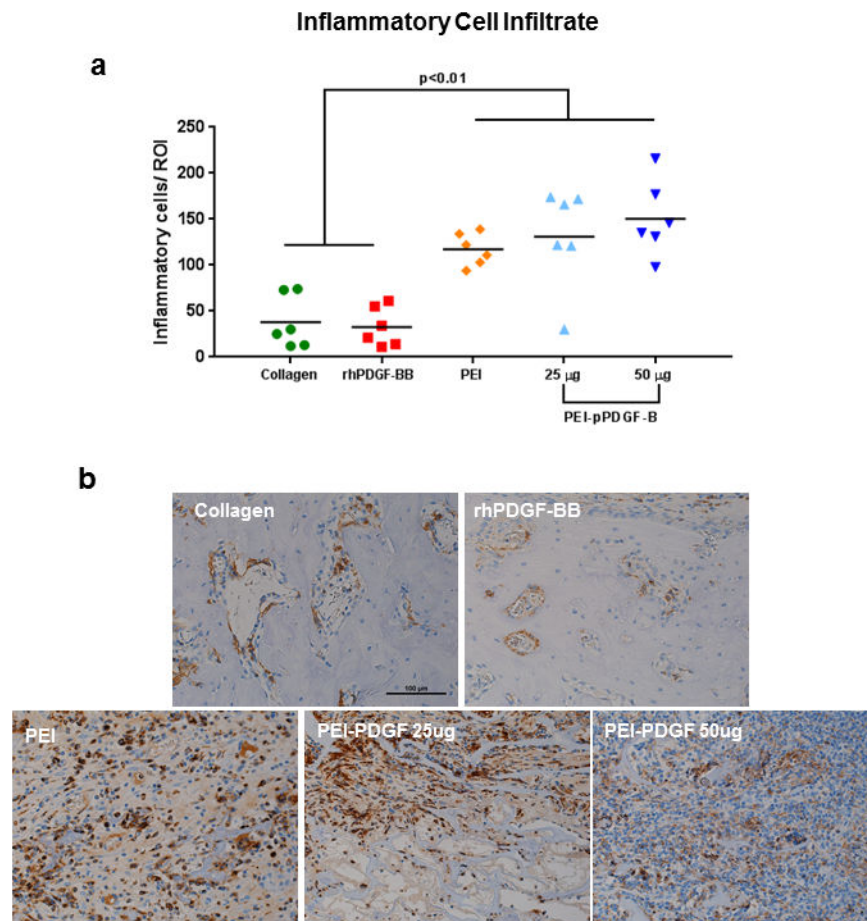 Inflammatory Cell Infiltrate
a
p<0.01
Inflammatory cells/ ROI
250
200
150
100
50
0
Collagen rhPDGF-BB PEI 25 µg 50 µg
PEI-pPDGF-B
b
Collagen rhPDGF-BB
100 µm
PEI PEI-PDGF 25ug PEI-PDGF 50ug